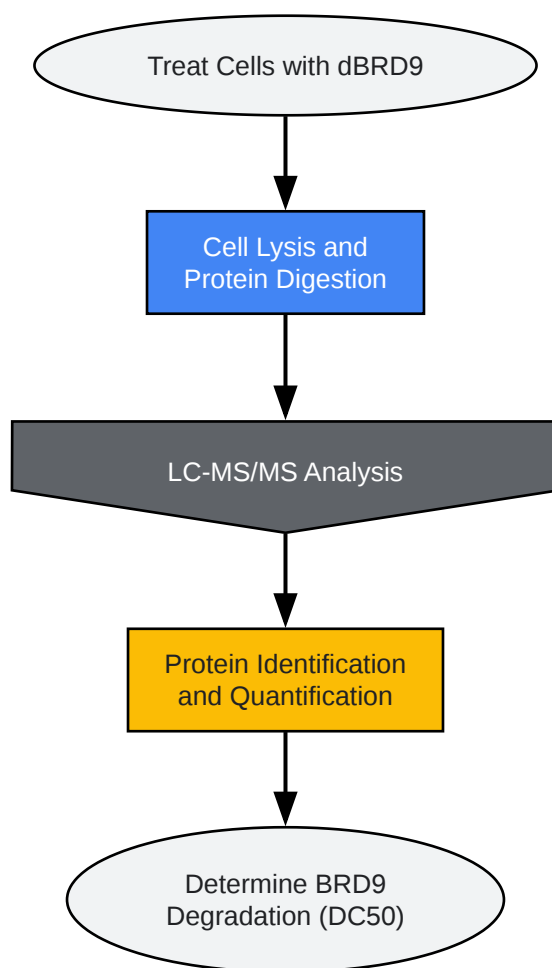 Treat Cells with dBRD9
Cell Lysis and
Protein Digestion
LC-MS/MS Analysis
Protein Identification
and Quantification
Determine BRD9
Degradation (DC50)